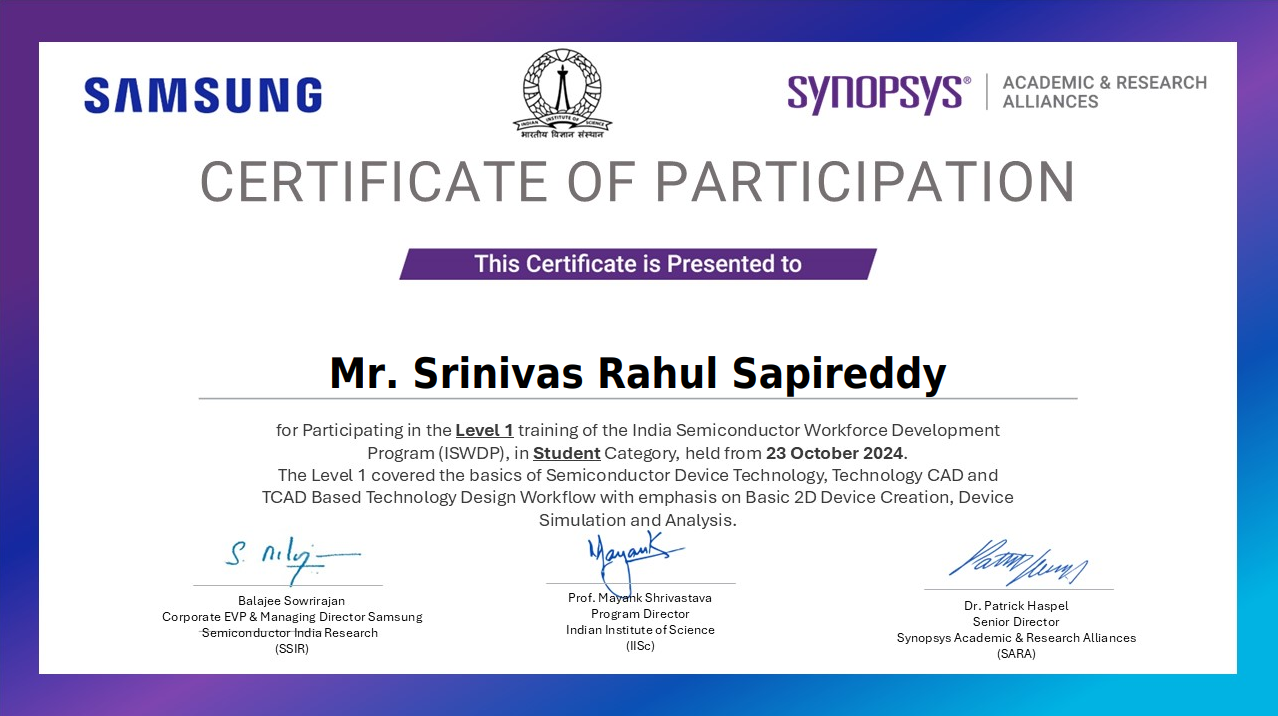 SAMSUNG
INDIAN INSTITUTE OF SCIENCE
भारतीय विज्ञान संस्थान
SYNOPSYS®
ACADEMIC & RESEARCH
ALLIANCES
CERTIFICATE OF PARTICIPATION
This Certificate is Presented to
Mr. Srinivas Rahul Sapireddy
for Participating in the Level 1 training of the India Semiconductor Workforce Development
Program (ISWDP), in Student Category, held from 23 October 2024.
The Level 1 covered the basics of Semiconductor Device Technology, Technology CAD and
TCAD Based Technology Design Workflow with emphasis on Basic 2D Device Creation, Device
Simulation and Analysis.
Mayank
Balajee Sowrirajan
Corporate EVP & Managing Director Samsung
Semiconductor India Research
(SSIR)
Prof. Mayank Shrivastava
Program Director
Indian Institute of Science
(IISc)
Dr. Patrick Haspel
Senior Director
Synopsys Academic & Research Alliances
(SARA)